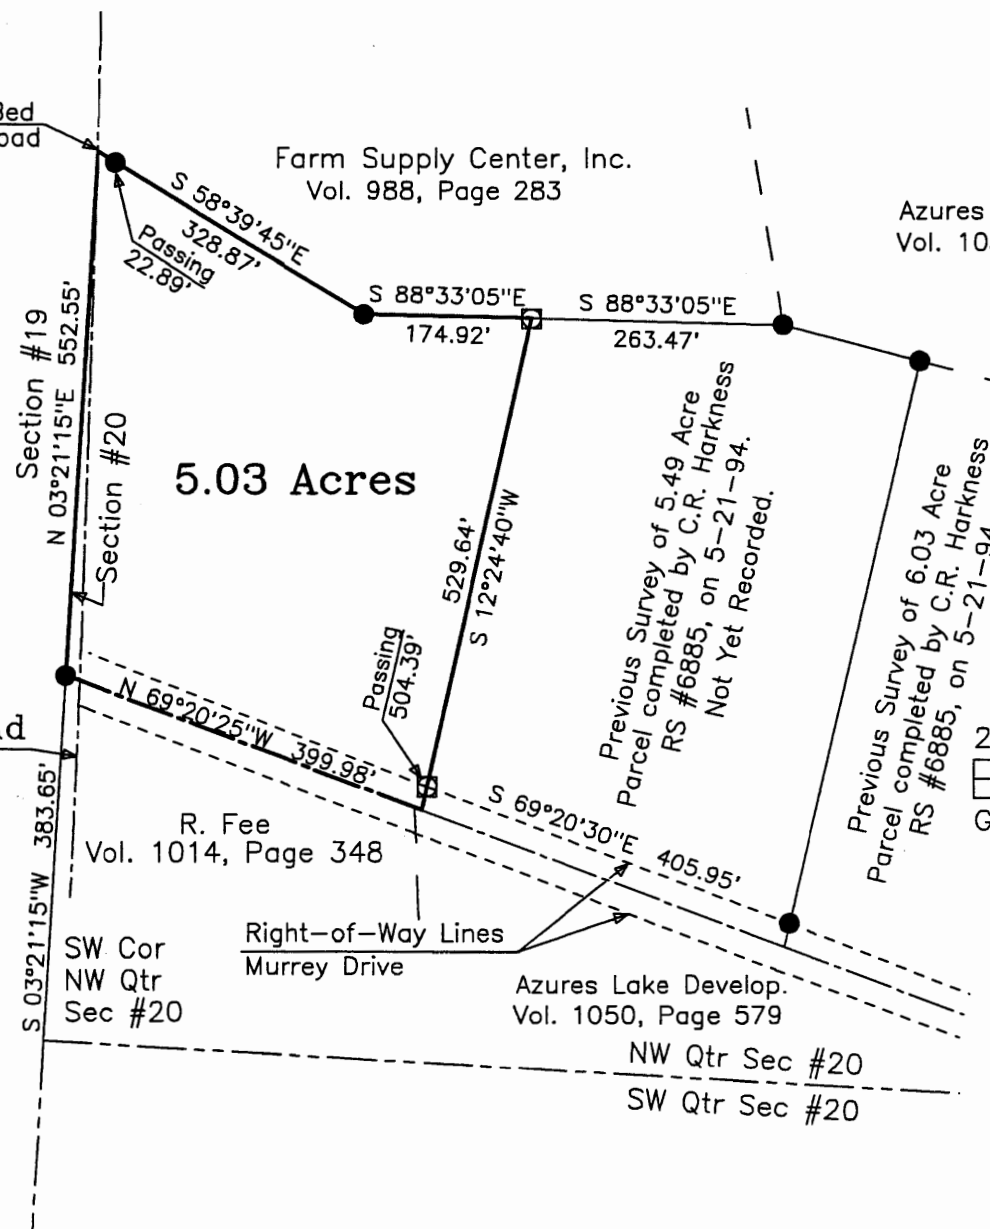 Farm Supply Center, Inc.
Vol. 988, Page 283
Azures
Vol. 10
S 58°39'45"E
328.87'
Passing
22.89'
S 88°33'05"E
174.92'
S 88°33'05"E
263.47'
Section #19
N 03°21'15"E 552.55'
Section #20
5.03 Acres
529.64'
S 12°24'40"W
Passing
504.39'
Previous Survey of 5.49 Acre
Parcel completed by C.R. Harkness
RS #6885, on 5-21-94.
Not Yet Recorded.
Previous Survey of 6.03 Acre
Parcel completed by C.R. Harkness
RS #6885, on 5-21-94
N 69°20'25"W 399.98'
S 69°20'30"E 405.95'
R. Fee
Vol. 1014, Page 348
S 03°21'15"W 383.65'
Right-of-Way Lines
Murrey Drive
SW Cor
NW Qtr
Sec #20
Azures Lake Develop.
Vol. 1050, Page 579
NW Qtr Sec #20
SW Qtr Sec #20